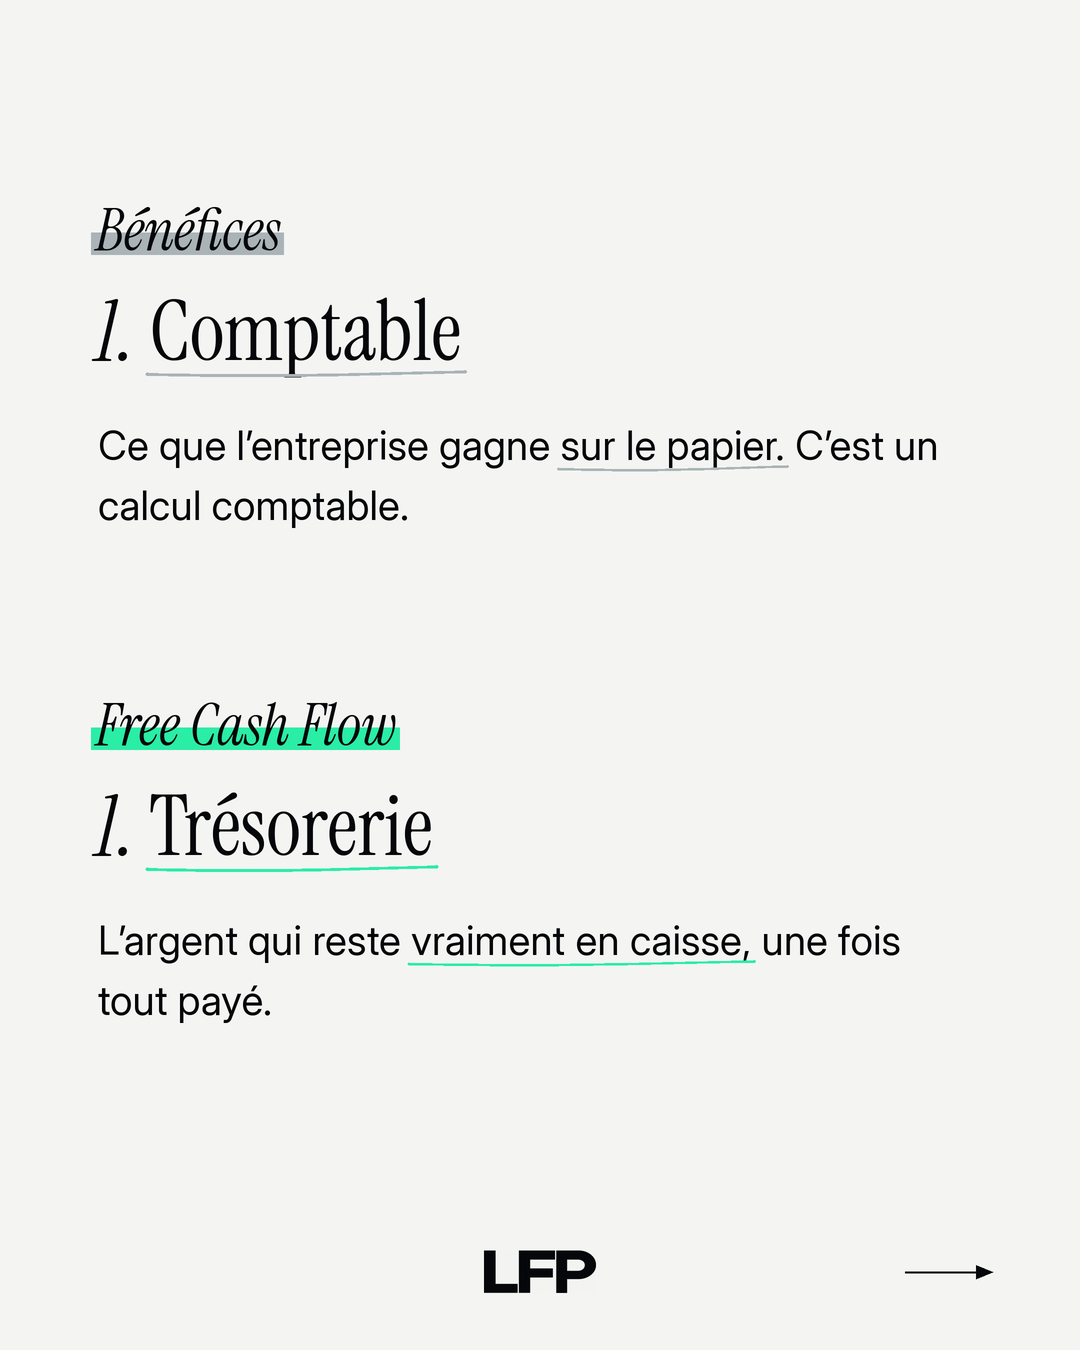 Bénéfices
1. Comptable
Ce que l’entreprise gagne sur le papier. C’est un
calcul comptable.
Free Cash Flow
1. Trésorerie
L’argent qui reste vraiment en caisse, une fois
tout payé.
LFP